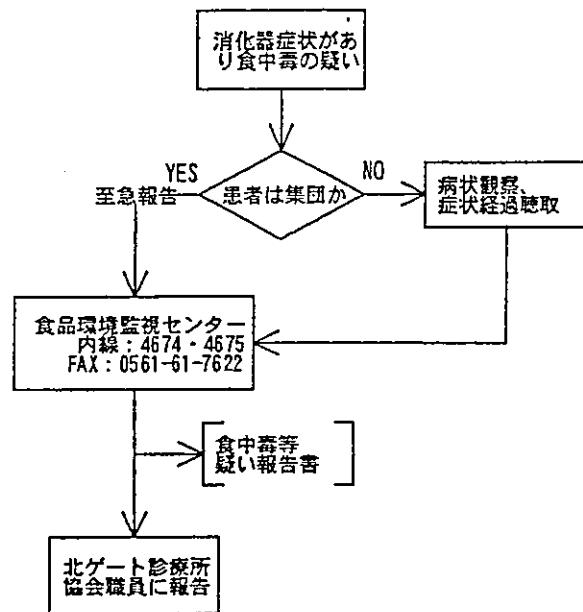 消化器症状があ
り食中毒の疑い
YES
NO
至急報告
患者は集団か
病状観察、
症状経過聴取
食品環境監視センター
内線：4674・4675
FAX：0561-61-7622
食中毒等
疑い報告書
北ゲート診療所
協会職員に報告